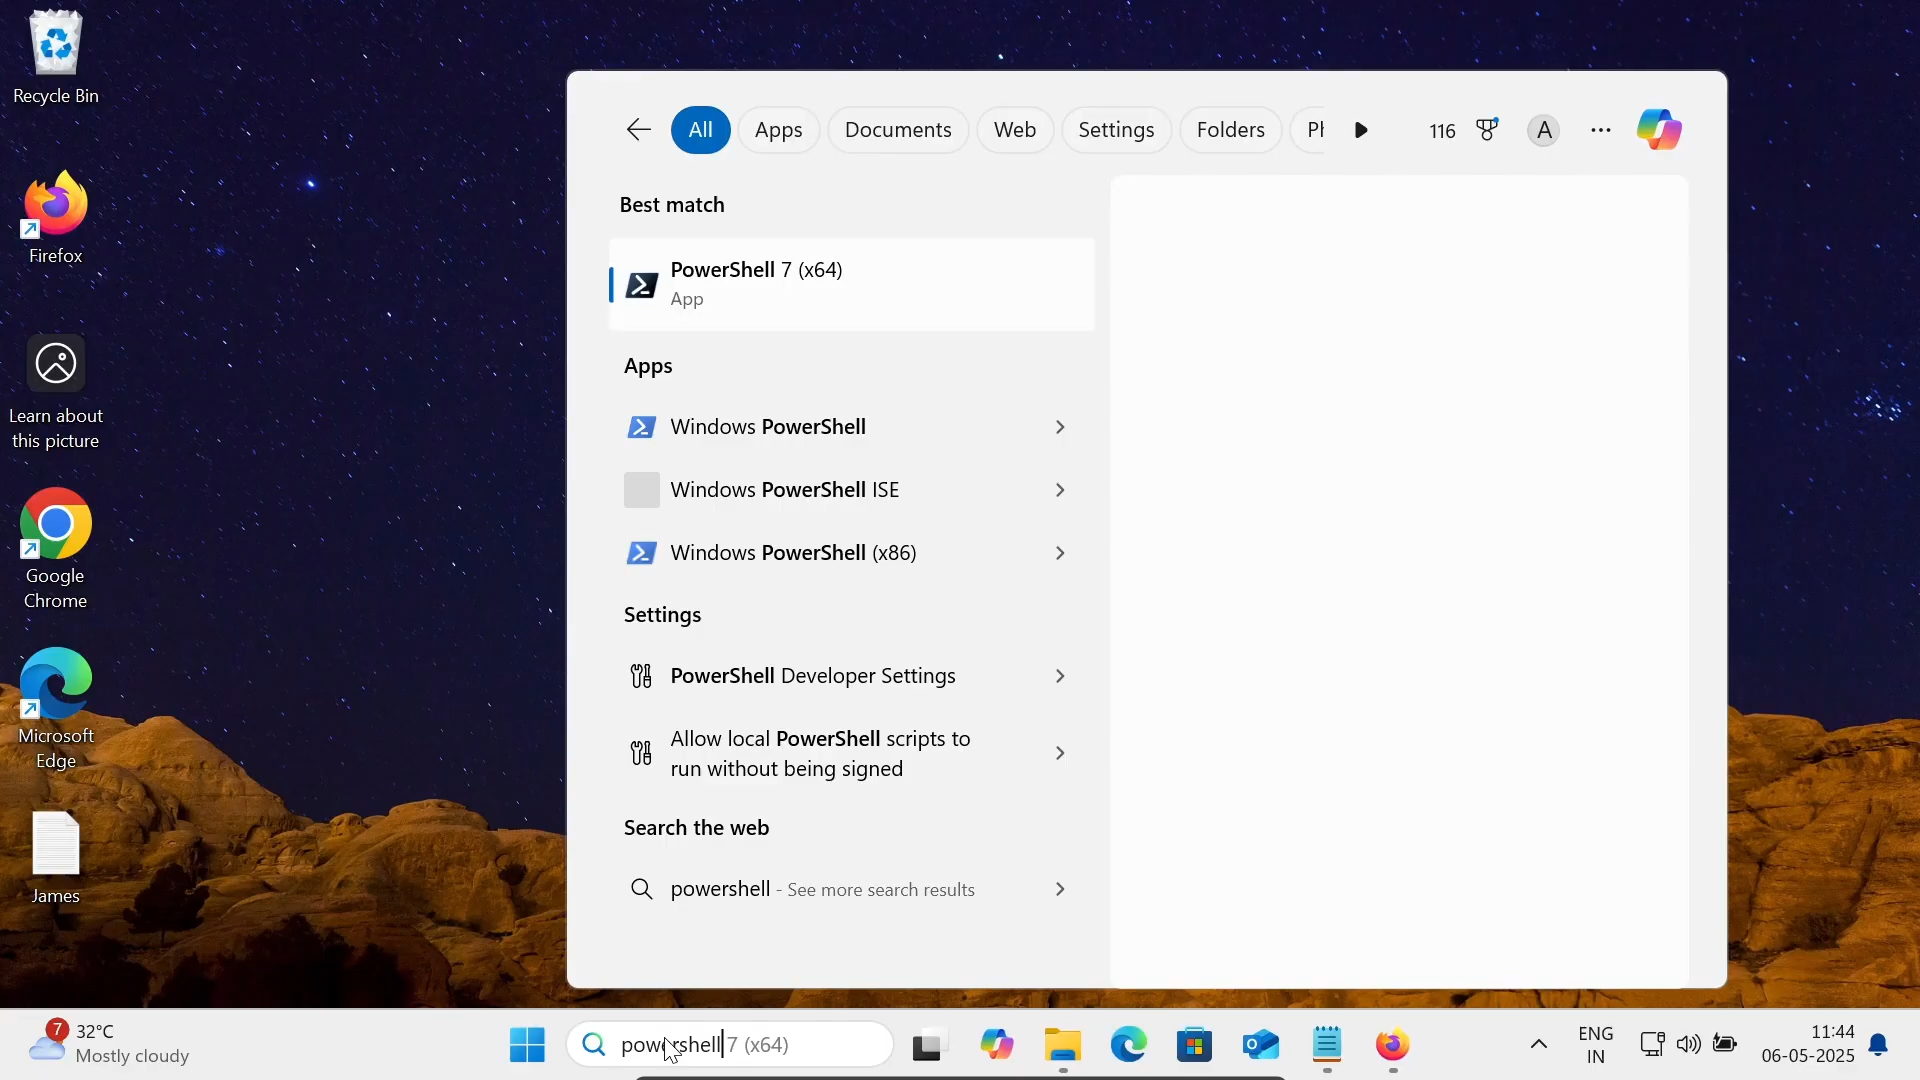 Recycle Bin
Firefox
Learn about
this picture
Google
Chrome
Microsoft
Edge
James
All
Apps
Documents
Web
Settings
Folders
116
A
Best match
PowerShell 7 (x64)
App
Apps
Windows PowerShell
Windows PowerShell ISE
Windows PowerShell (x86)
Settings
PowerShell Developer Settings
Allow local PowerShell scripts to
run without being signed
Search the web
powershell - See more search results
7
32°C
Mostly cloudy
powershell 7 (x64)
ENG
IN
11:44
06-05-2025